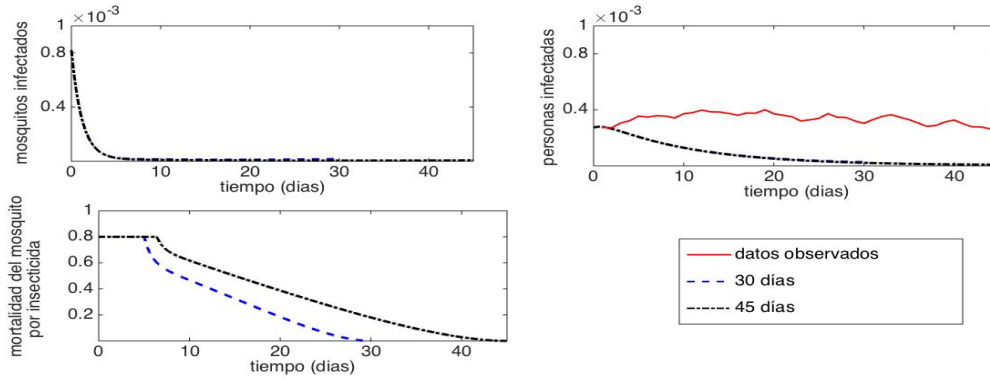 ×10⁻³
1
0.8
0.4
mosquitos infectados
0 10 20 30 40
tiempo (dias)
×10⁻³
1
0.8
0.4
personas infectadas
0 10 20 30 40
tiempo (dias)
1
0.8
0.6
0.4
0.2
mortalidad del mosquito
por insecticida
0 10 20 30 40
tiempo (dias)
datos observados
30 días
45 días